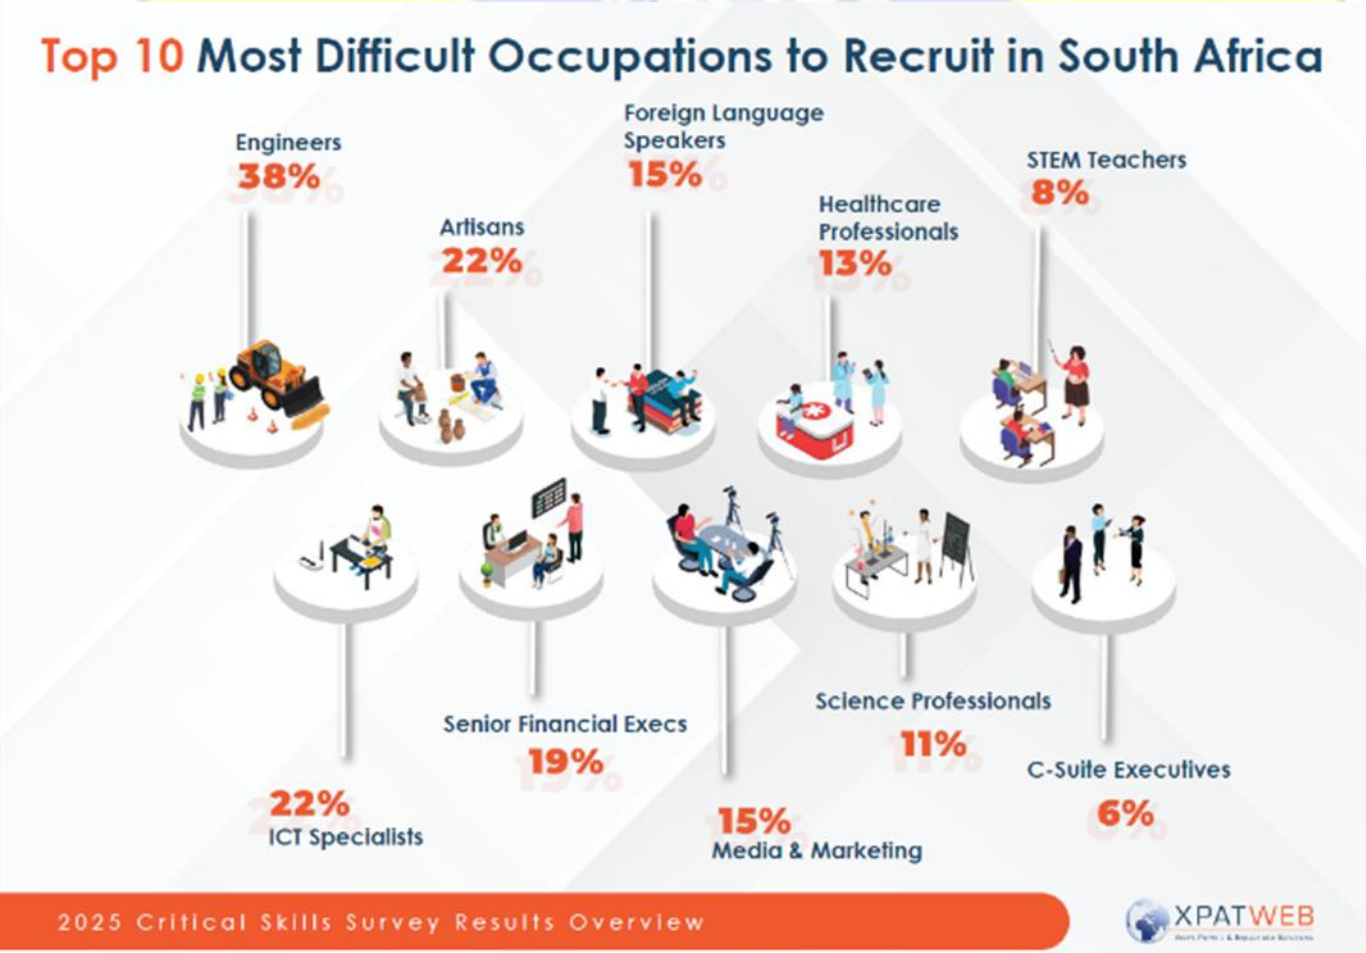 Top 10 Most Difficult Occupations to Recruit in South Africa
Engineers
38%
Artisans
22%
Foreign Language
Speakers
15%
Healthcare
Professionals
13%
STEM Teachers
8%
22%
ICT Specialists
Senior Financial Execs
19%
15%
Media & Marketing
Science Professionals
11%
C-Suite Executives
6%
2025 Critical Skills Survey Results Overview
XPATWEB